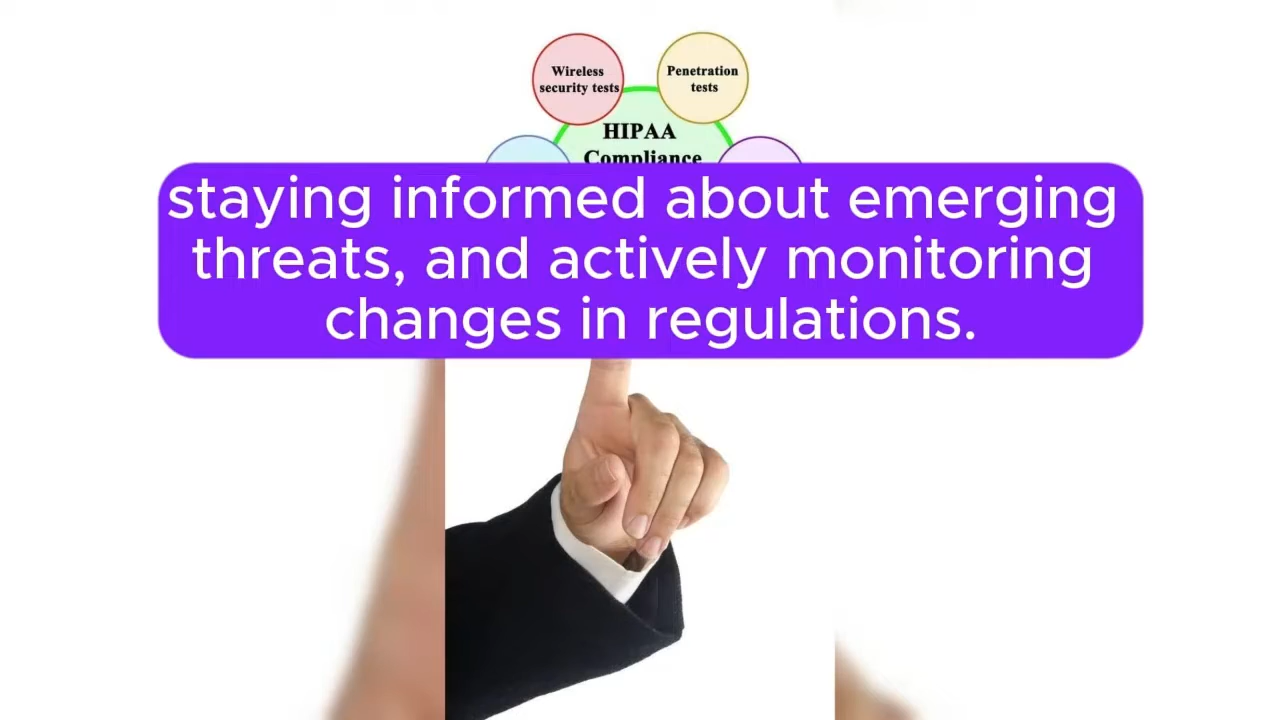 Wireless
security tests
Penetration
tests
HIPAA
Compliance
staying informed about emerging
threats, and actively monitoring
changes in regulations.